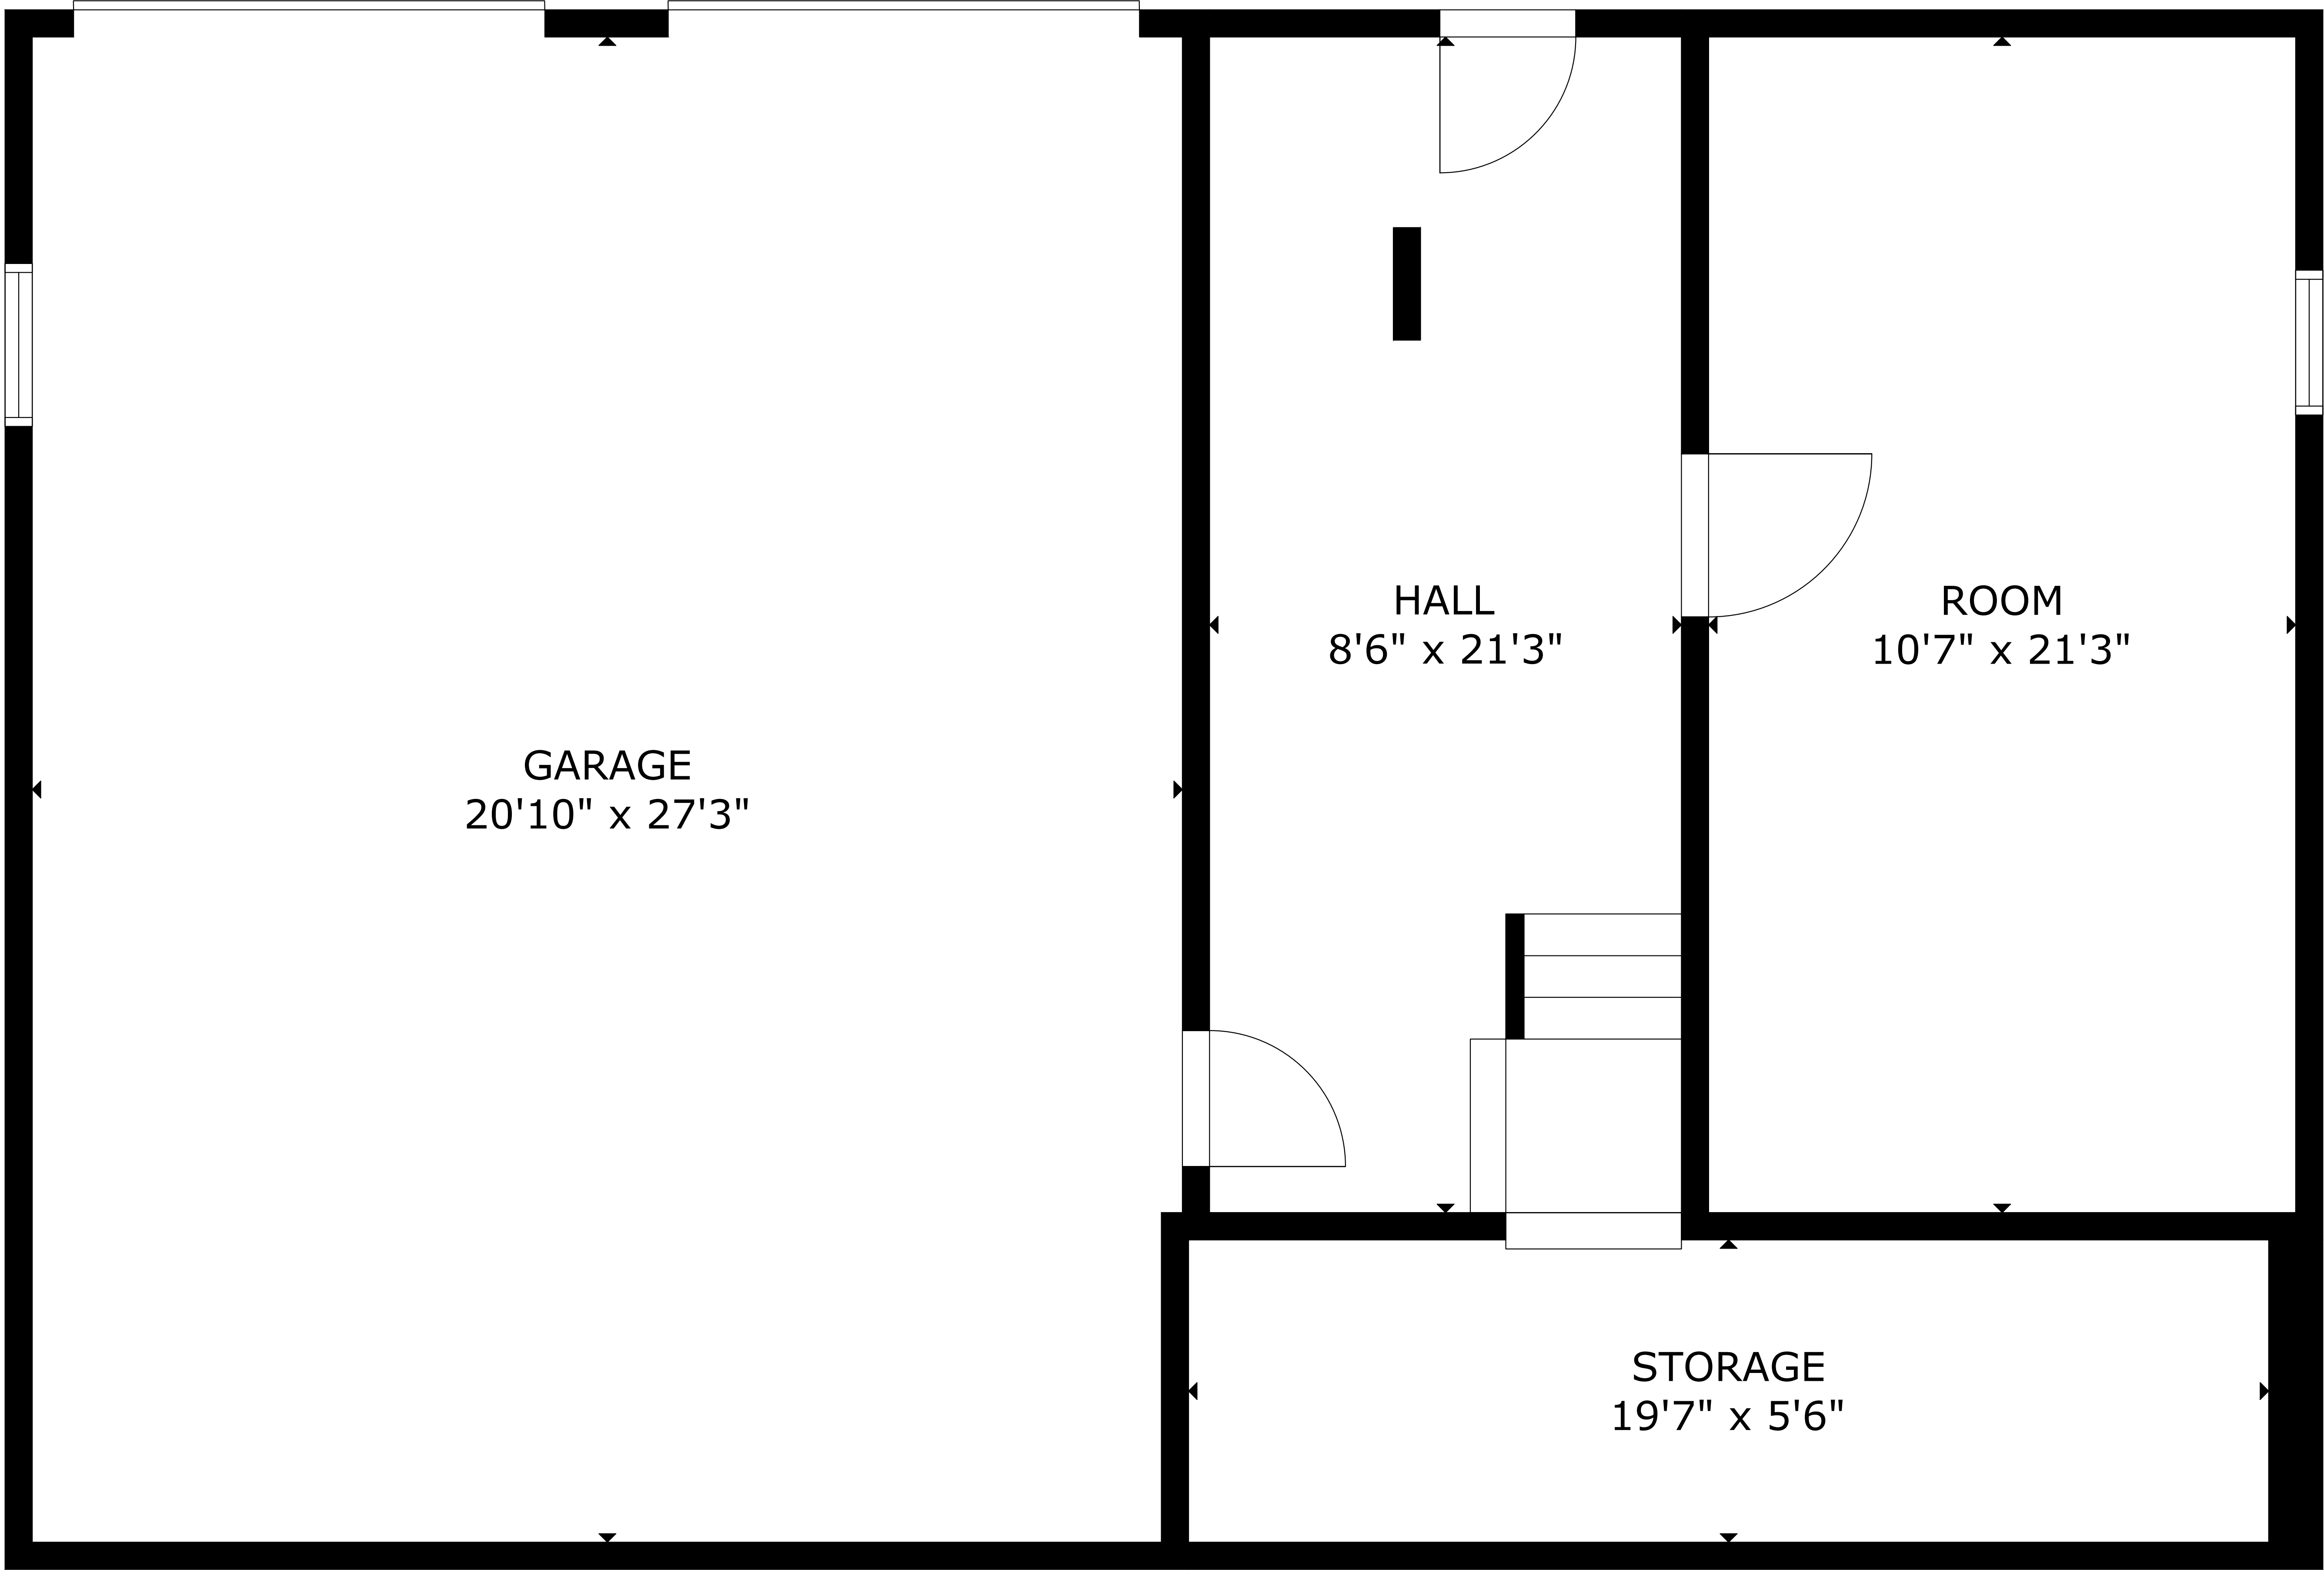 HALL
8'6" x 21'3"
ROOM
10'7" x 21'3"
GARAGE
20'10" x 27'3"
STORAGE
19'7" x 5'6"